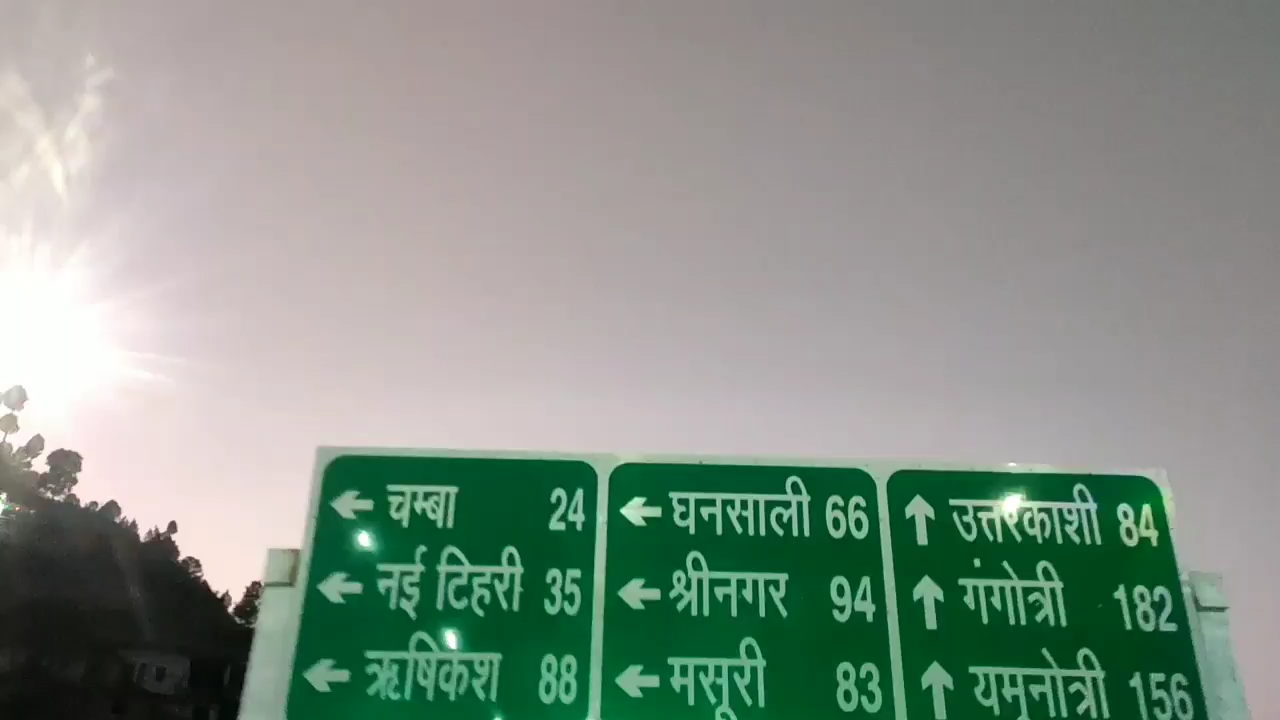 ← चम्बा 24
← नई टिहरी 35
← ऋषिकेश 88
← घनसाली 66
← श्रीनगर 94
← मसूरी 83
↑ उत्तरकाशी 84
↑ गंगोत्री 182
↑ यमुनोत्री 156